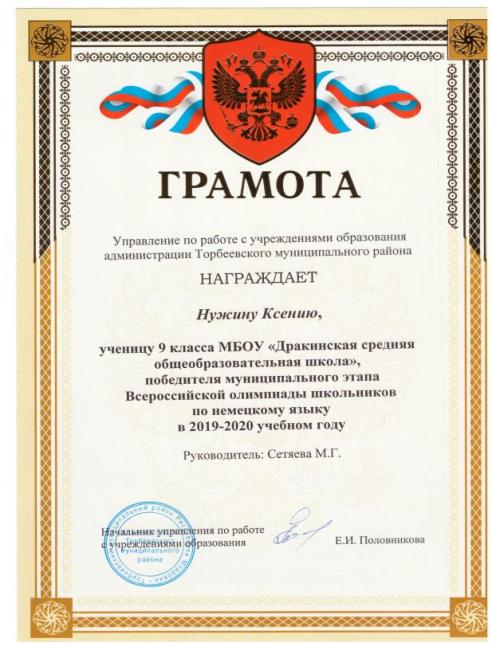 ГРАМОТА
Управление по работе с учреждениями образования
администрации Торбеевского муниципального района
НАГРАЖДАЕТ
Нужину Ксению,
ученицу 9 класса МБОУ «Дракинская средняя
общеобразовательная школа»,
победителя муниципального этапа
Всероссийской олимпиады школьников
по немецкому языку
в 2019-2020 учебном году
Руководитель: Сетяева М.Г.
Начальник управления по работе
с учреждениями образования
Е.И. Половникова
Торбеевского
муниципального
района